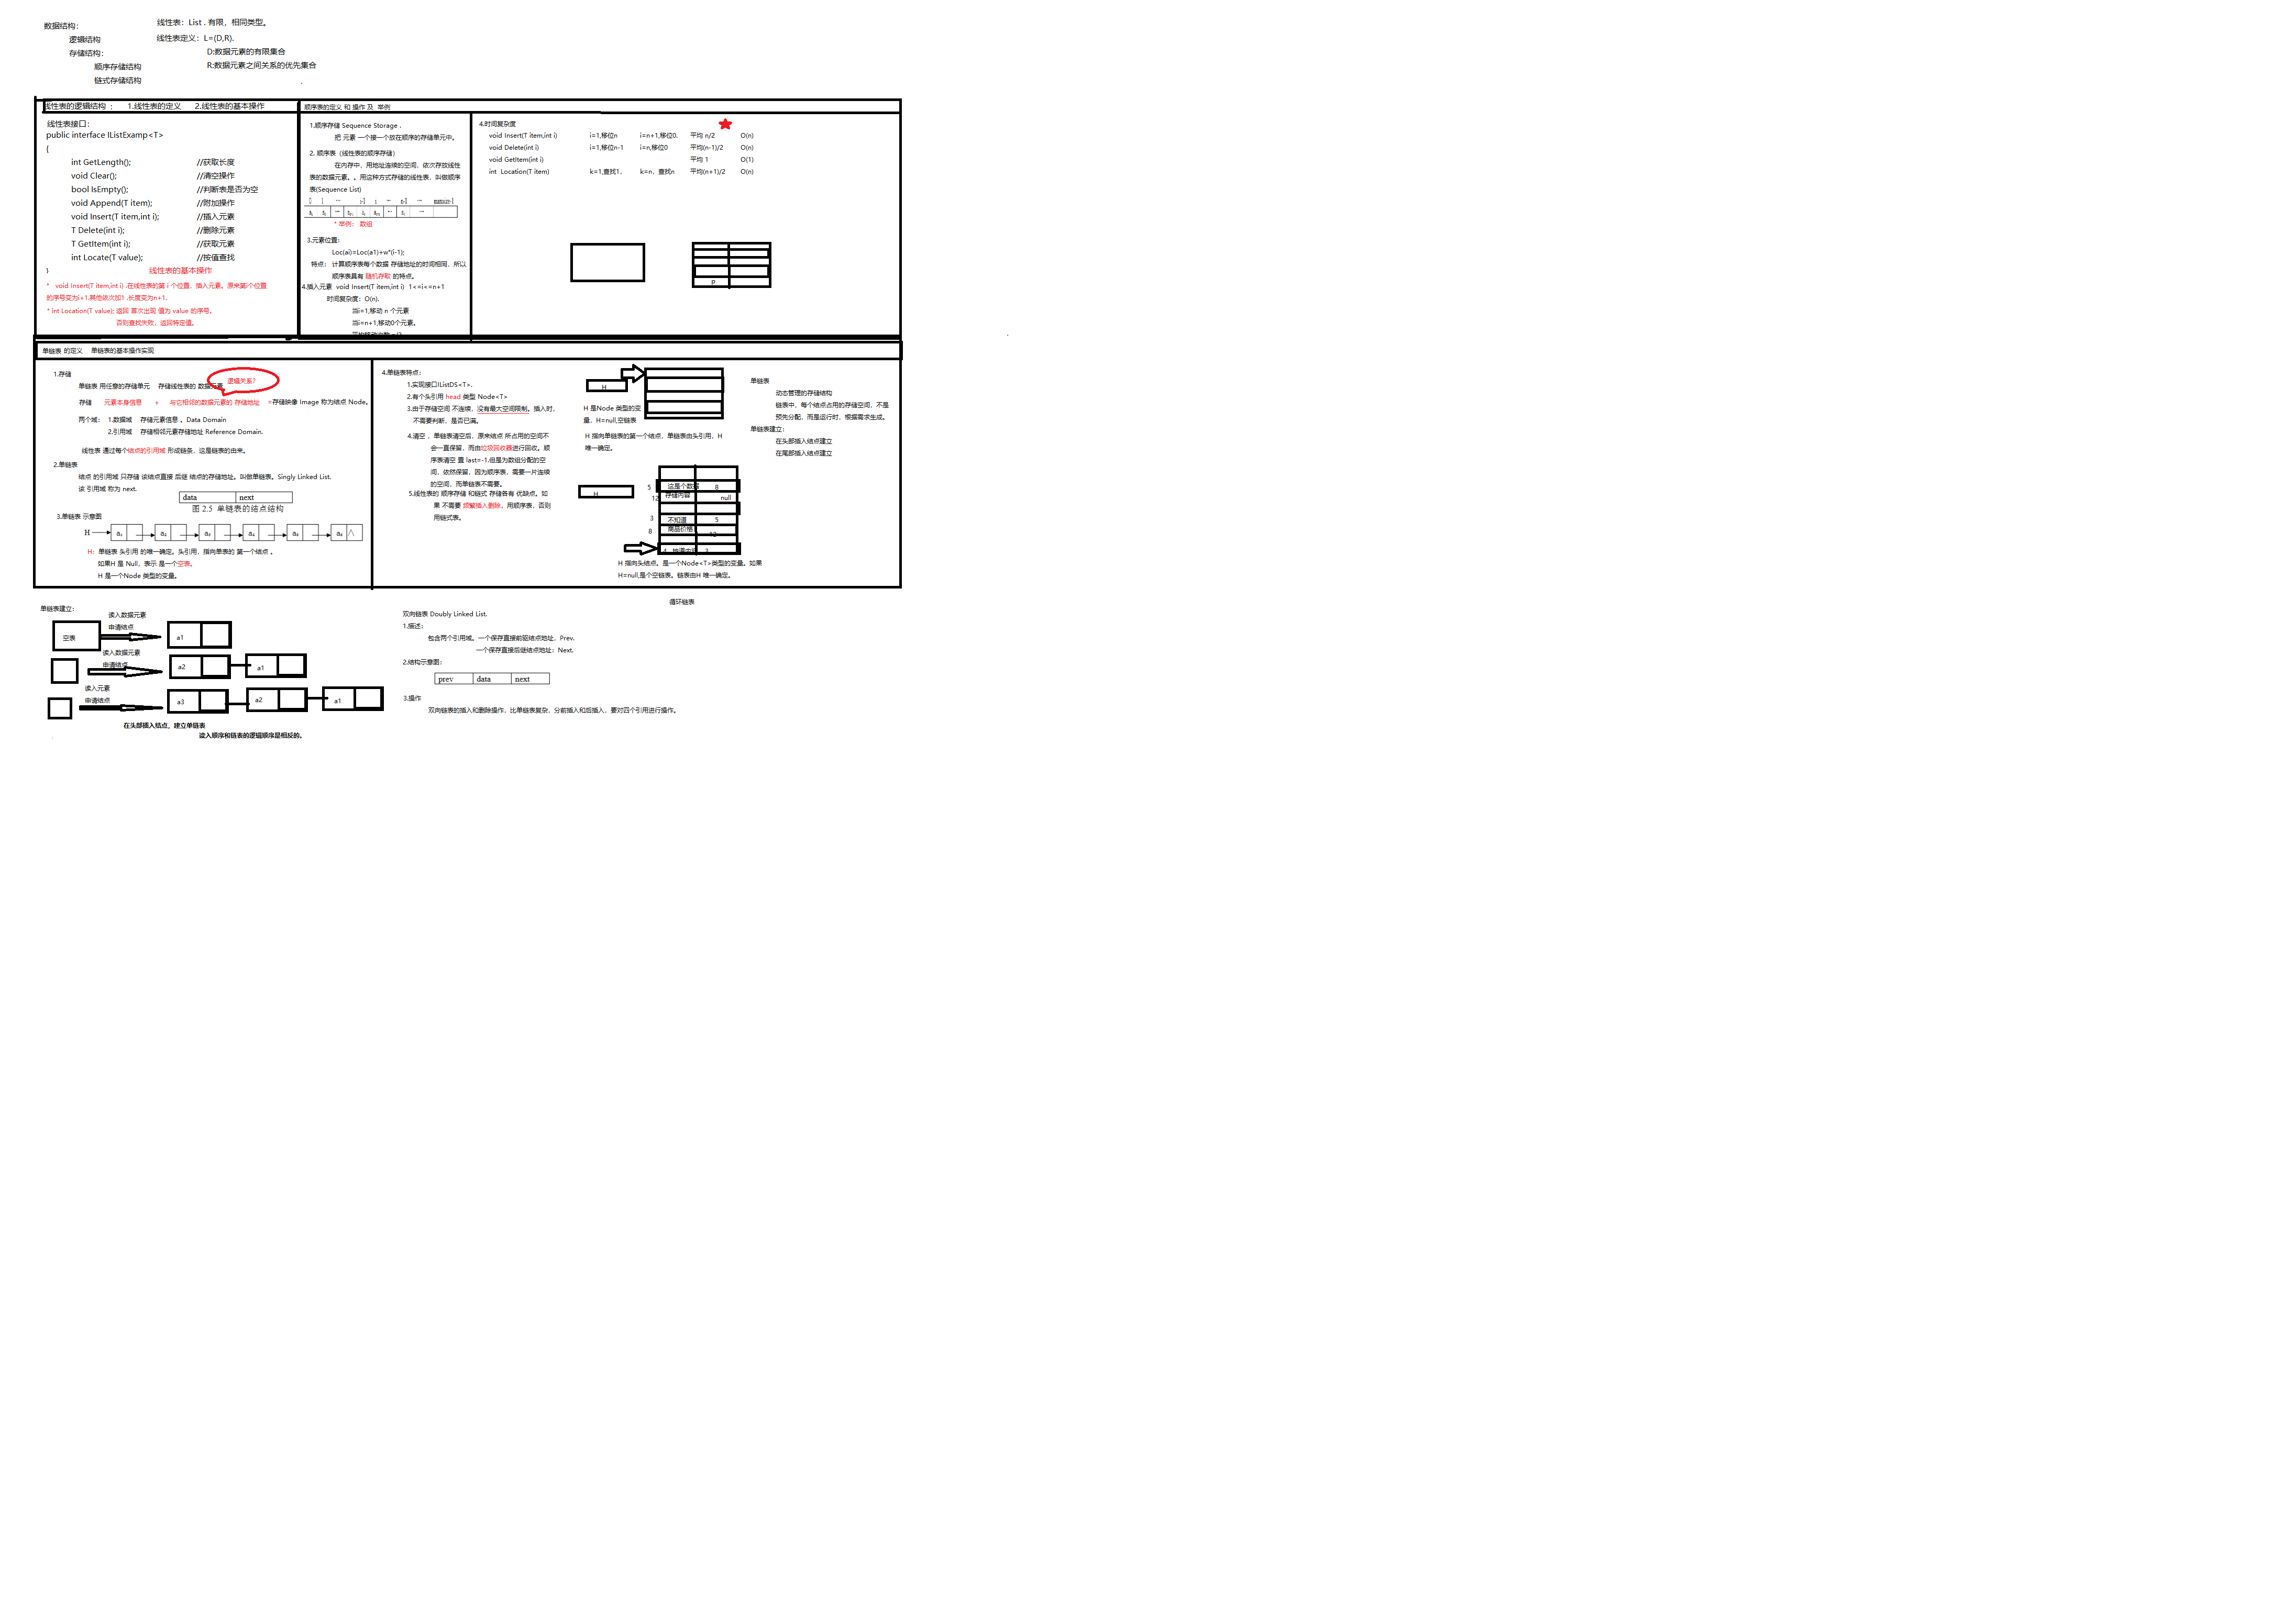 数据结构：
逻辑结构
存储结构：
顺序存储结构
链式存储结构
线性表：List . 有限，相同类型。
线性表定义：L=(D,R).
D:数据元素的有限集合
R:数据元素之间关系的优先集合
线性表的逻辑结构 ： 1.线性表的定义 2.线性表的基本操作
线性表接口：
public interface IListExamp<T>
{
int GetLength(); //获取长度
void Clear(); //清空操作
bool IsEmpty(); //判断表是否为空
void Append(T item); //附加操作
void Insert(T item,int i); //插入元素
T Delete(int i); //删除元素
T GetItem(int i); //获取元素
int Locate(T value); //按值查找
}
线性表的基本操作
* void Insert(T item,int i) .在线性表的第 i 个位置，插入元素。原来第i个位置
的序号变为i+1.其他依次加1 .长度变为n+1.
* int Location(T value); 返回 首次出现 值为 value 的序号。
否则查找失败，返回特定值。
顺序表的定义 和 操作 及 举例
1.顺序存储 Sequence Storage .
把 元素 一个接一个放在顺序的存储单元中。
2. 顺序表（线性表的顺序存储）
在内存中，用地址连续的空间，依次存放线性
表的数据元素。。用这种方式存储的线性表，叫做顺序
表(Sequence List)
* 举例： 数组
3.元素位置：
Loc(ai)=Loc(a1)+w*(i-1);
特点： 计算顺序表每个数据 存储地址的时间相同，所以
顺序表具有 随机存取 的特点。
4.插入元素 void Insert(T item,int i) 1<=i<=n+1
时间复杂度：O(n).
当i=1,移动 n 个元素
当i=n+1,移动0个元素。
4.时间复杂度
void Insert(T item,int i) i=1,移位n i=n+1,移位0. 平均 n/2 O(n)
void Delete(int i) i=1,移位n-1 i=n,移位0 平均(n-1)/2 O(n)
void GetItem(int i) 平均 1 O(1)
int Location(T item) k=1,查找1， k=n，查找n 平均(n+1)/2 O(n)
P
单链表 的定义 单链表的基本操作实现
1.存储
单链表 用任意的存储单元 存储线性表的 数据元素
逻辑关系？
存储 元素本身信息 + 与它相邻的数据元素的 存储地址 =存储映像 Image 称为结点 Node。
两个域： 1.数据域 存储元素信息 。Data Domain
2.引用域 存储相邻元素存储地址 Reference Domain.
线性表 通过每个结点的引用域 形成链条，这是链表的由来。
2.单链表
结点 的引用域 只存储 该结点直接 后继 结点的存储地址。叫做单链表。Singly Linked List.
该 引用域 称为 next.
data next
图 2.5 单链表的结点结构
3.单链表 示意图
H a₁ a₂ a₃ a₄ a₅ a₆ ∧
H：单链表 头引用 的唯一确定。头引用，指向单表的 第一个结点 。
如果H 是 Null，表示 是一个空表。
H 是一个Node 类型的变量。
4.单链表特点：
1.实现接口IListDS<T>.
2.有个头引用 head 类型 Node<T>
3.由于存储空间 不连续，没有最大空间限制。插入时，
不需要判断，是否已满。
4.清空 ，单链表清空后，原来结点 所占用的空间不
会一直保留，而由垃圾回收器进行回收。顺
序表清空 置 last=-1.但是为数组分配的空
间，依然保留，因为顺序表，需要一片连续
的空间，而单链表不需要。
5.线性表的 顺序存储 和链式 存储各有 优缺点。如
果 不需要 频繁插入删除，用顺序表，否则
用链式表。
H
H 是Node 类型的变
量，H=null,空链表
H 指向单链表的第一个结点，单链表由头引用，H
唯一确定。
H
5 这是个数据 8
12 存储内容 null
3 不知道 5
8 商品价格 12
H 指向头结点。是一个Node<T>类型的变量。如果
H=null,是个空链表。链表由H 唯一确定。
单链表
动态管理的存储结构
链表中，每个结点占用的存储空间，不是
预先分配，而是运行时，根据需求生成。
单链表建立：
在头部插入结点建立
在尾部插入结点建立
单链表建立：
读入数据元素
申请结点
空表 a1
读入数据元素
申请结点
a2 a1
读入元素
申请结点
a3 a2 a1
在头部插入结点，建立单链表
读入顺序和链表的逻辑顺序是相反的。
双向链表 Doubly Linked List.
1.描述：
包含两个引用域。一个保存直接前驱结点地址，Prev.
一个保存直接后继结点地址：Next.
2.结构示意图：
prev data next
3.操作
双向链表的插入和删除操作，比单链表复杂，分前插入和后插入，要对四个引用进行操作。
循环链表